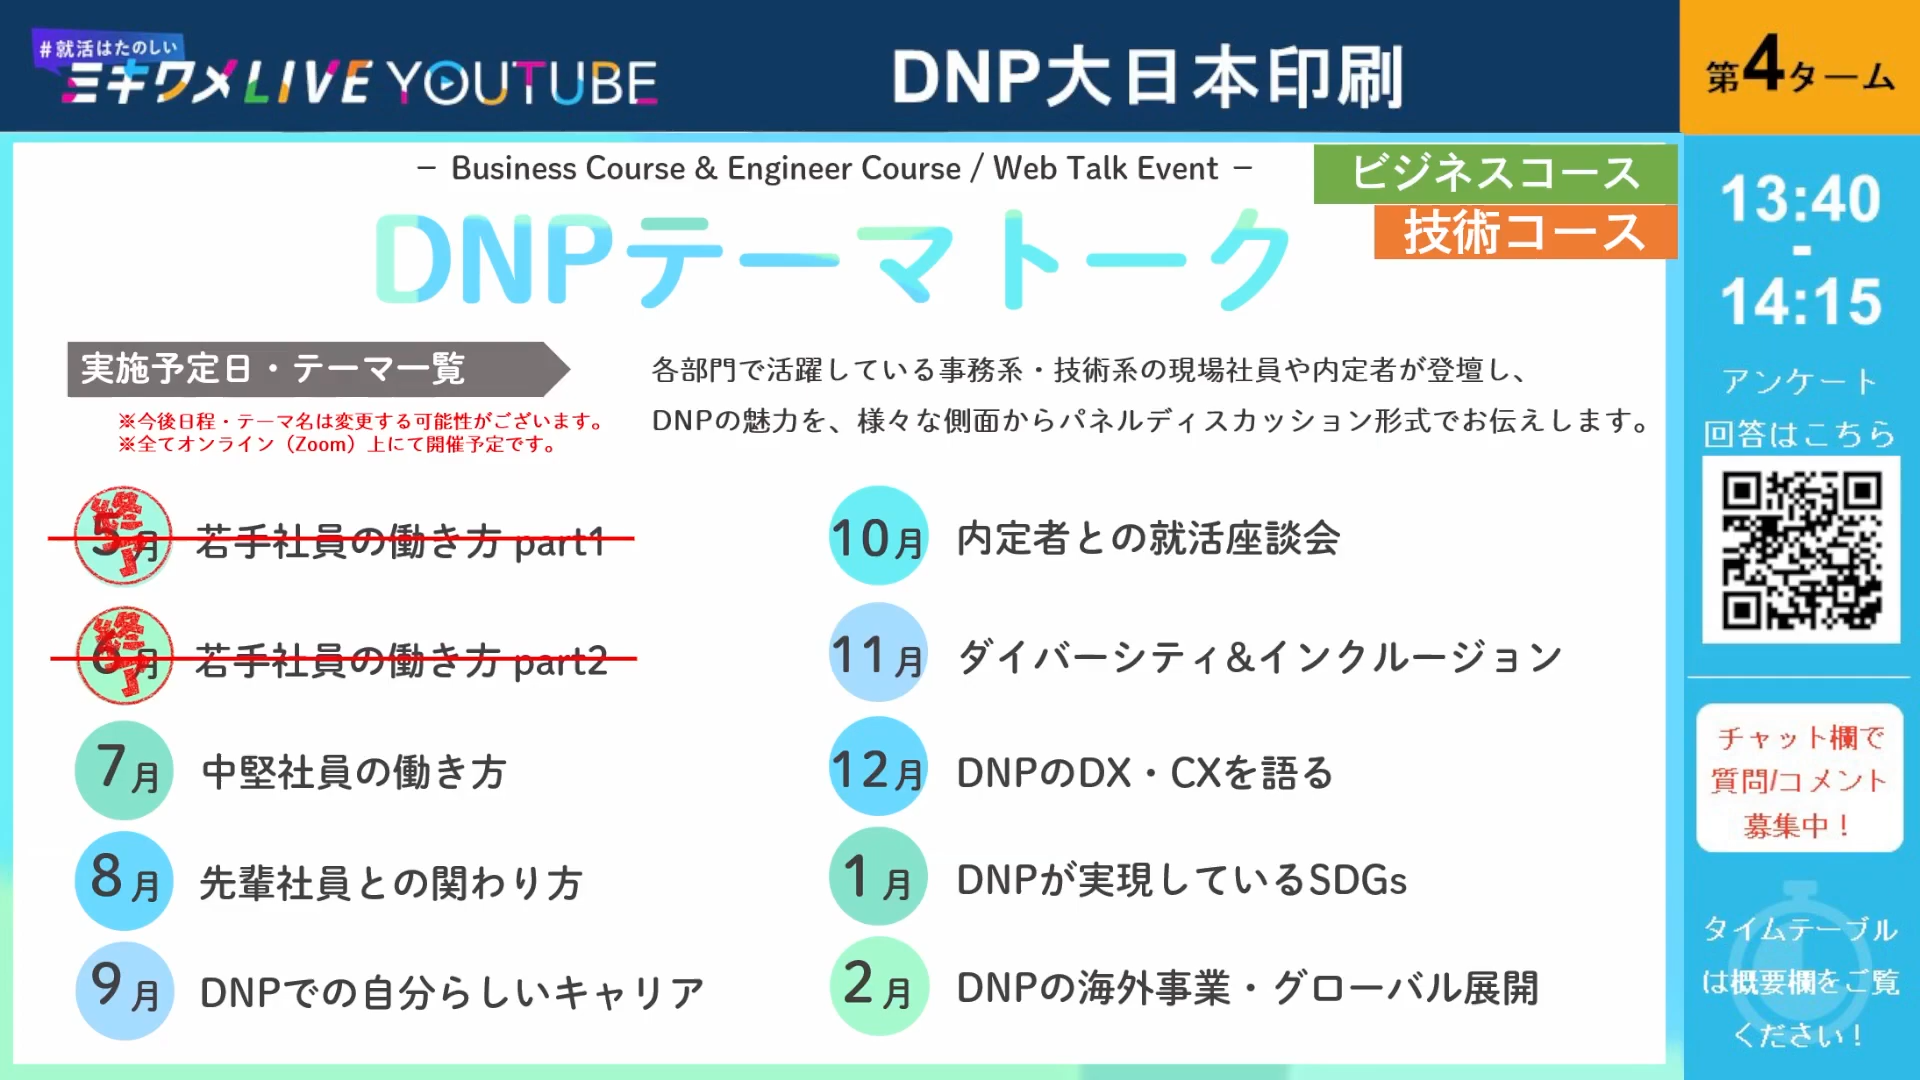 #就活はたのしい
ミキワメLIVE YOUTUBE
DNP大日本印刷
第4ターム
− Business Course & Engineer Course / Web Talk Event −
ビジネスコース
技術コース
DNPテーマトーク
実施予定日・テーマ一覧
※今後日程・テーマ名は変更する可能性がございます。
※全てオンライン（Zoom）上にて開催予定です。
各部門で活躍している事務系・技術系の現場社員や内定者が登壇し、
DNPの魅力を、様々な側面からパネルディスカッション形式でお伝えします。
5月 終了 若手社員の働き方 part1
6月 終了 若手社員の働き方 part2
7月 中堅社員の働き方
8月 先輩社員との関わり方
9月 DNPでの自分らしいキャリア
10月 内定者との就活座談会
11月 ダイバーシティ&インクルージョン
12月 DNPのDX・CXを語る
1月 DNPが実現しているSDGs
2月 DNPの海外事業・グローバル展開
13:40
-
14:15
アンケート
回答はこちら
チャット欄で
質問/コメント
募集中！
タイムテーブル
は概要欄をご覧
ください！